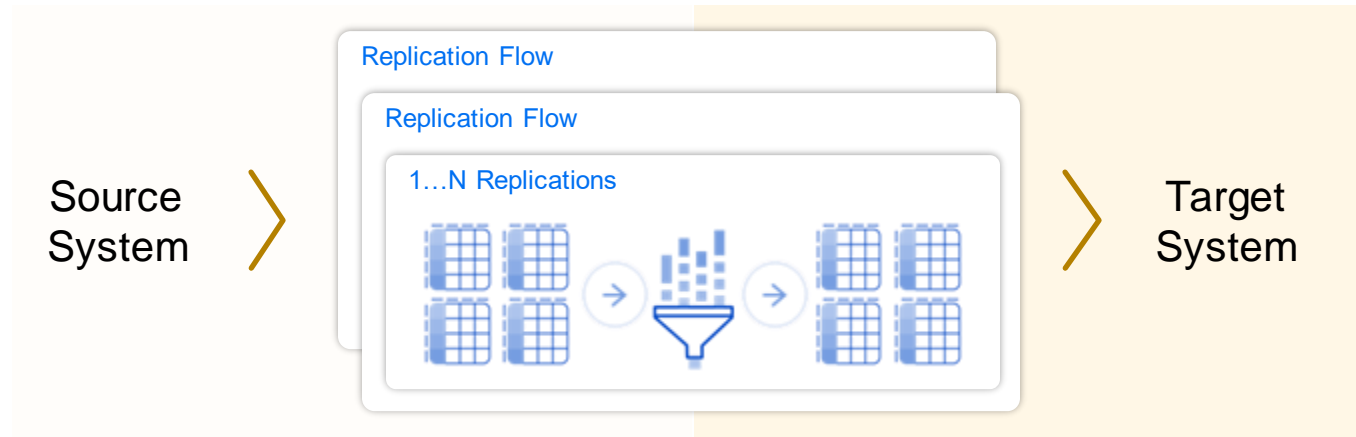 Replication Flow
Replication Flow
1…N Replications
Source
System
Target
System